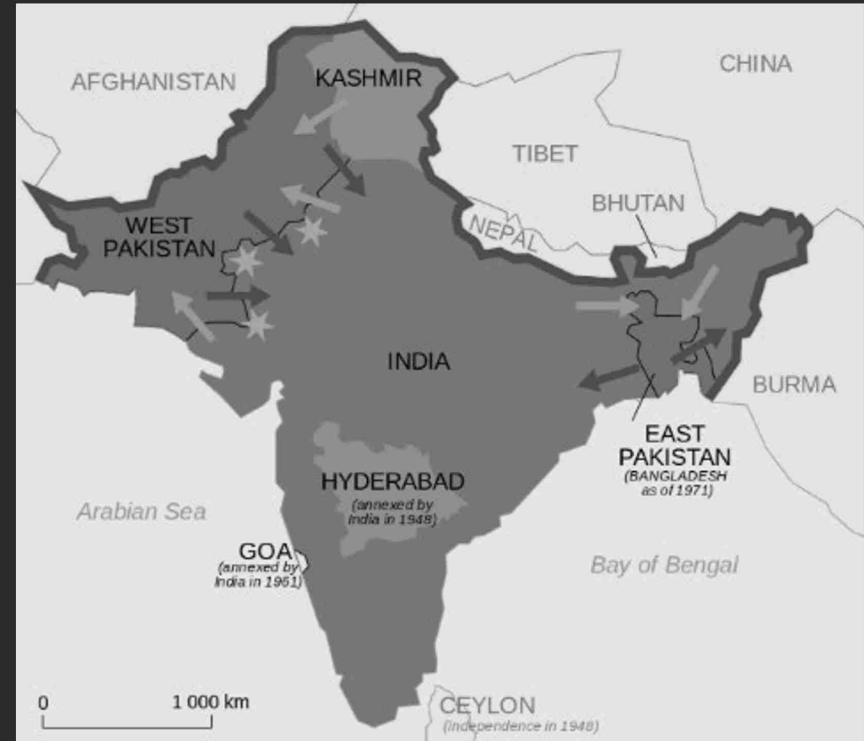 AFGHANISTAN
KASHMIR
CHINA
TIBET
BHUTAN
NEPAL
WEST
PAKISTAN
INDIA
BURMA
EAST
PAKISTAN
(BANGLADESH
as of 1971)
HYDERABAD
(annexed by
India in 1948)
Arabian Sea
GOA
(annexed by
India in 1961)
Bay of Bengal
0 1 000 km
CEYLON
(independence in 1948)